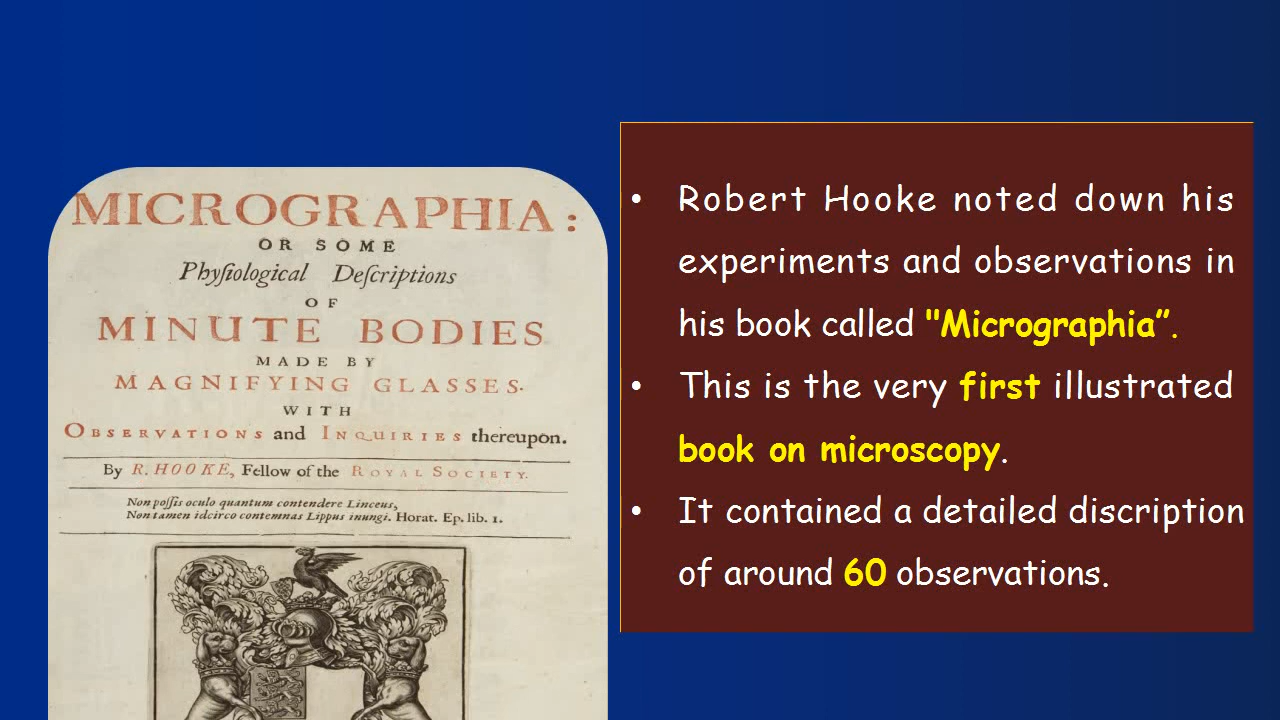 MICROGRAPHIA:
OR SOME
Phyſiological Deſcriptions
OF
MINUTE BODIES
MADE BY
MAGNIFYING GLASSES.
WITH
OBSERVATIONS and INQUIRIES thereupon.
By R. HOOKE, Fellow of the ROYAL SOCIETY.
Non poſſis oculo quantum contendere Linceus,
Non tamen idcirco contemnas Lippus inungi. Horat. Ep. lib. 1.
• Robert Hooke noted down his
experiments and observations in
his book called "Micrographia”.
• This is the very first illustrated
book on microscopy.
• It contained a detailed discription
of around 60 observations.